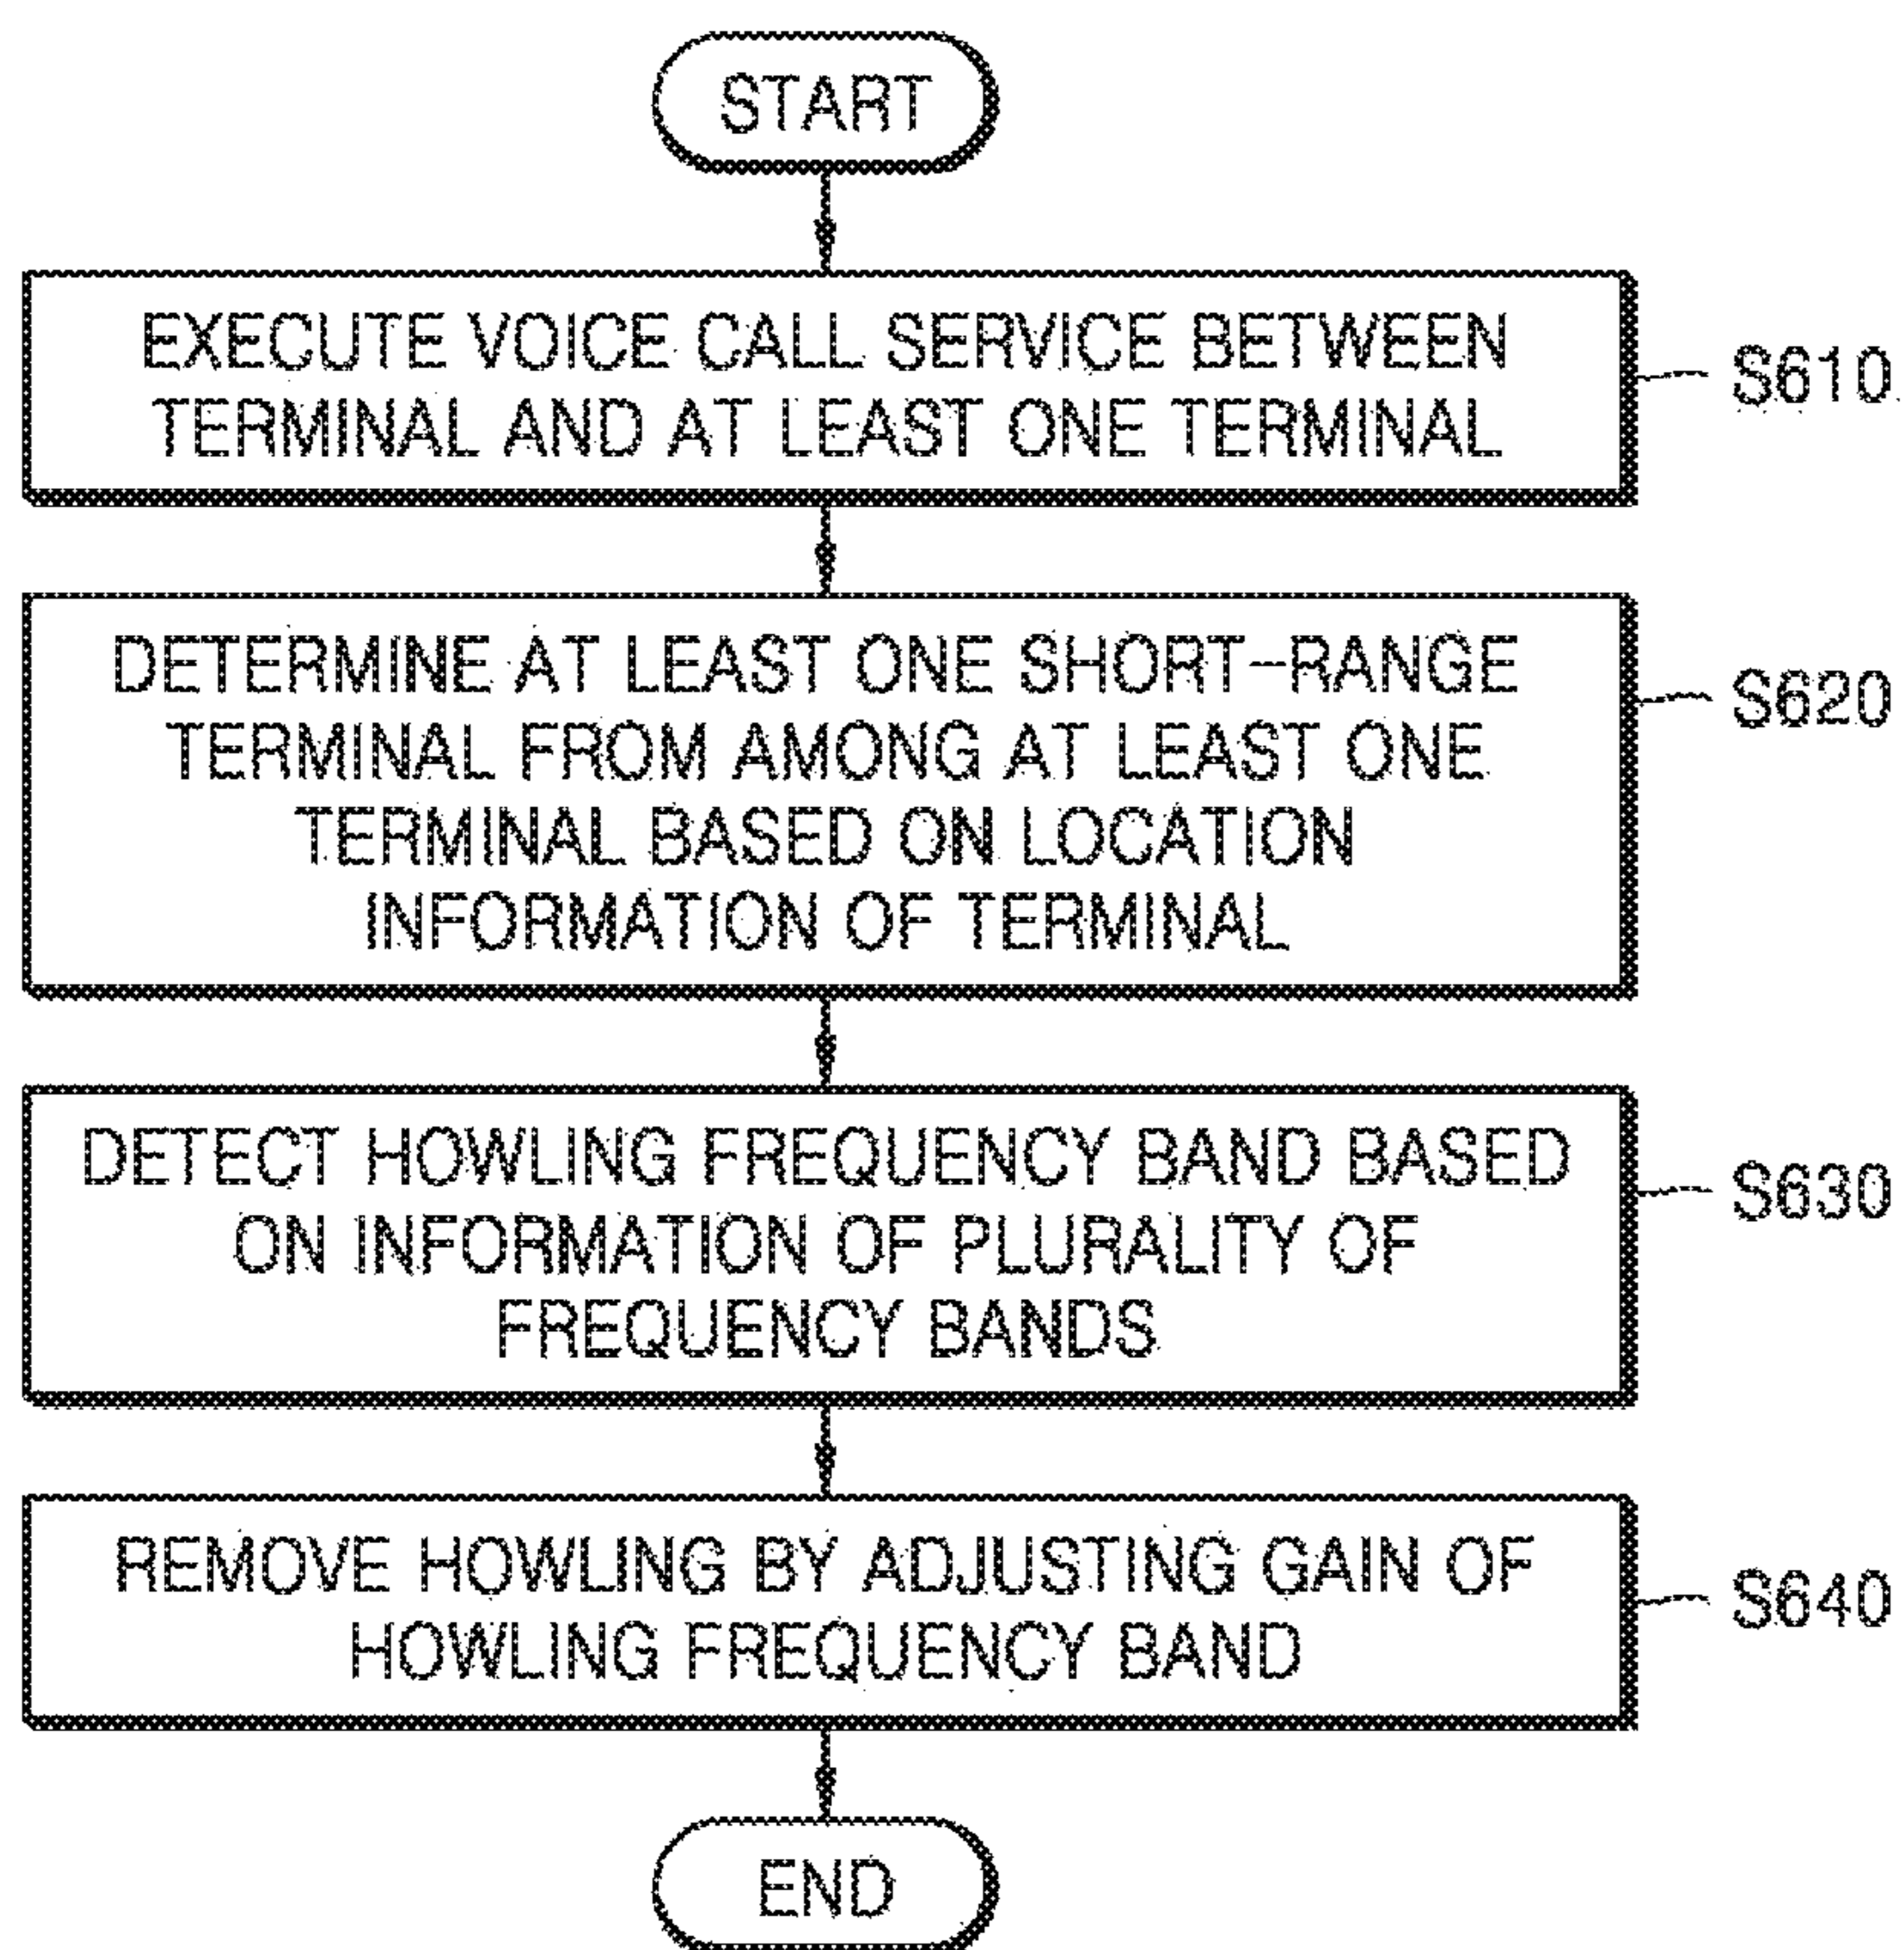 START
EXECUTE VOICE CALL SERVICE BETWEEN
TERMINAL AND AT LEAST ONE TERMINAL
S610
DETERMINE AT LEAST ONE SHORT-RANGE
TERMINAL FROM AMONG AT LEAST ONE
TERMINAL BASED ON LOCATION
INFORMATION OF TERMINAL
S620
DETECT HOWLING FREQUENCY BAND BASED
ON INFORMATION OF PLURALITY OF
FREQUENCY BANDS
S630
REMOVE HOWLING BY ADJUSTING GAIN OF
HOWLING FREQUENCY BAND
S640
END